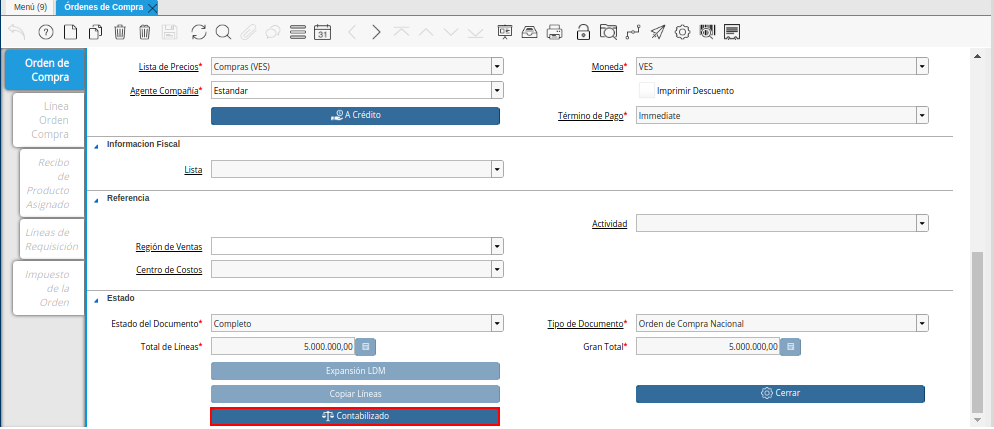 Menú (9) Órdenes de Compra
31
Orden de
Compra
Línea
Orden
Compra
Recibo
de
Producto
Asignado
Líneas de
Requisición
Impuesto
de la
Orden
Lista de Precios* Compras (VES) Moneda* VES
Agente Compañía* Estandar Imprimir Descuento
A Crédito Término de Pago* Immediate
Informacion Fiscal
Lista
Referencia
Actividad
Región de Ventas
Centro de Costos
Estado
Estado del Documento* Completo Tipo de Documento* Orden de Compra Nacional
Total de Líneas* 5.000.000,00 Gran Total* 5.000.000,00
Expansión LDM
Copiar Líneas Cerrar
Contabilizado